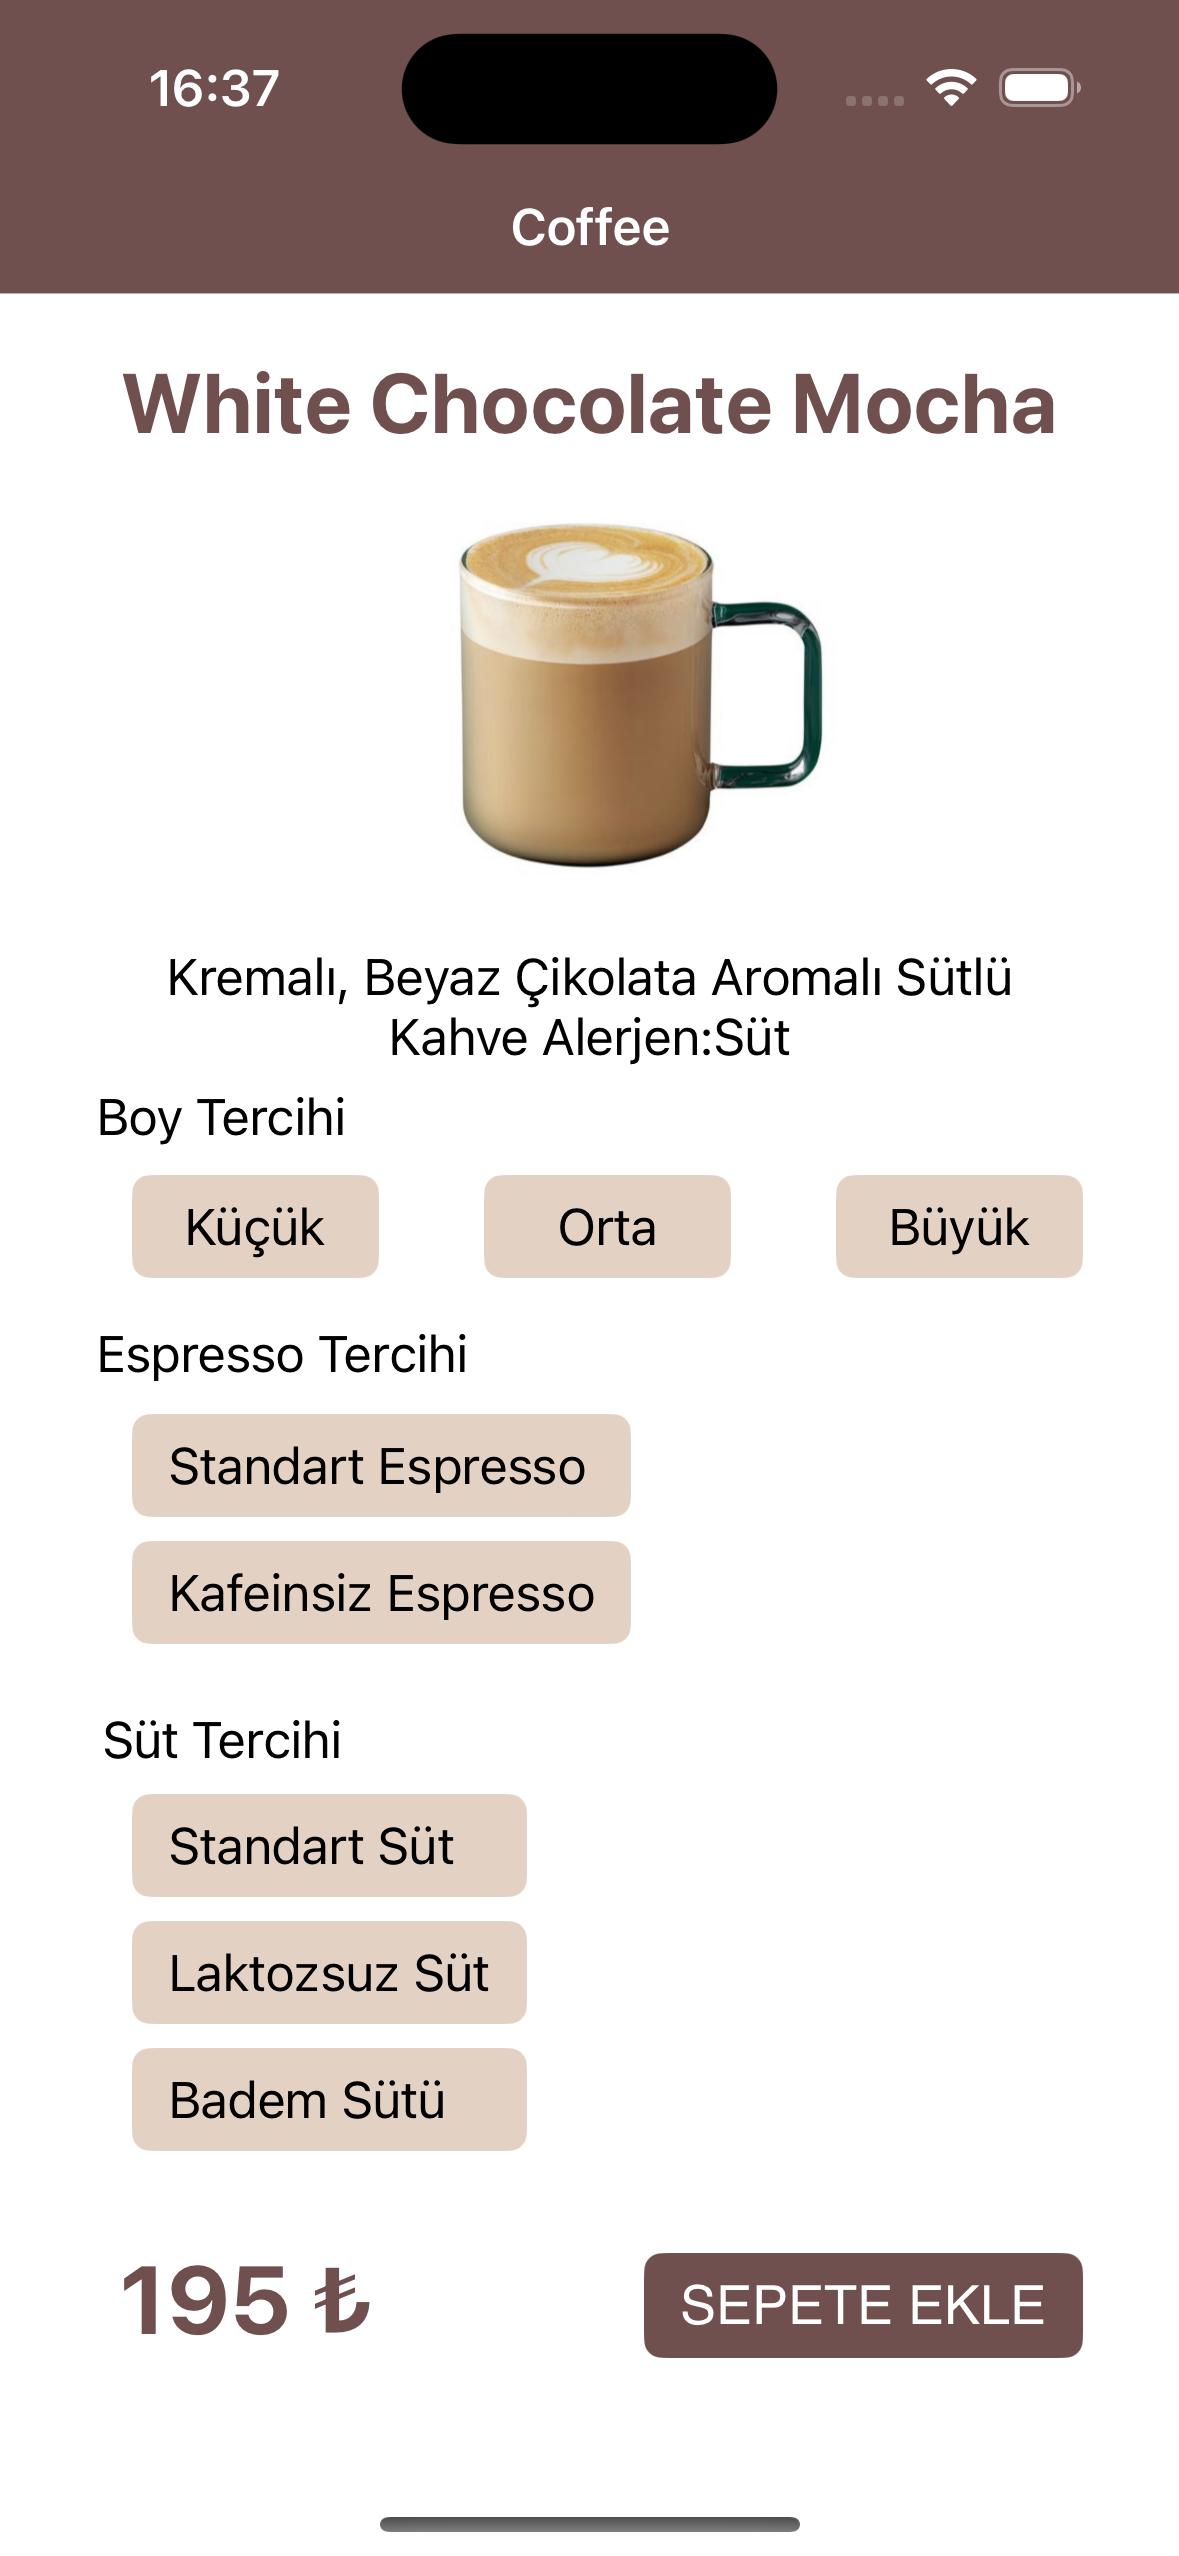 16:37
Coffee
White Chocolate Mocha
Kremalı, Beyaz Çikolata Aromalı Sütlü
Kahve Alerjen:Süt
Boy Tercihi
Küçük Orta Büyük
Espresso Tercihi
Standart Espresso
Kafeinsiz Espresso
Süt Tercihi
Standart Süt
Laktozsuz Süt
Badem Sütü
195 ₺ SEPETE EKLE